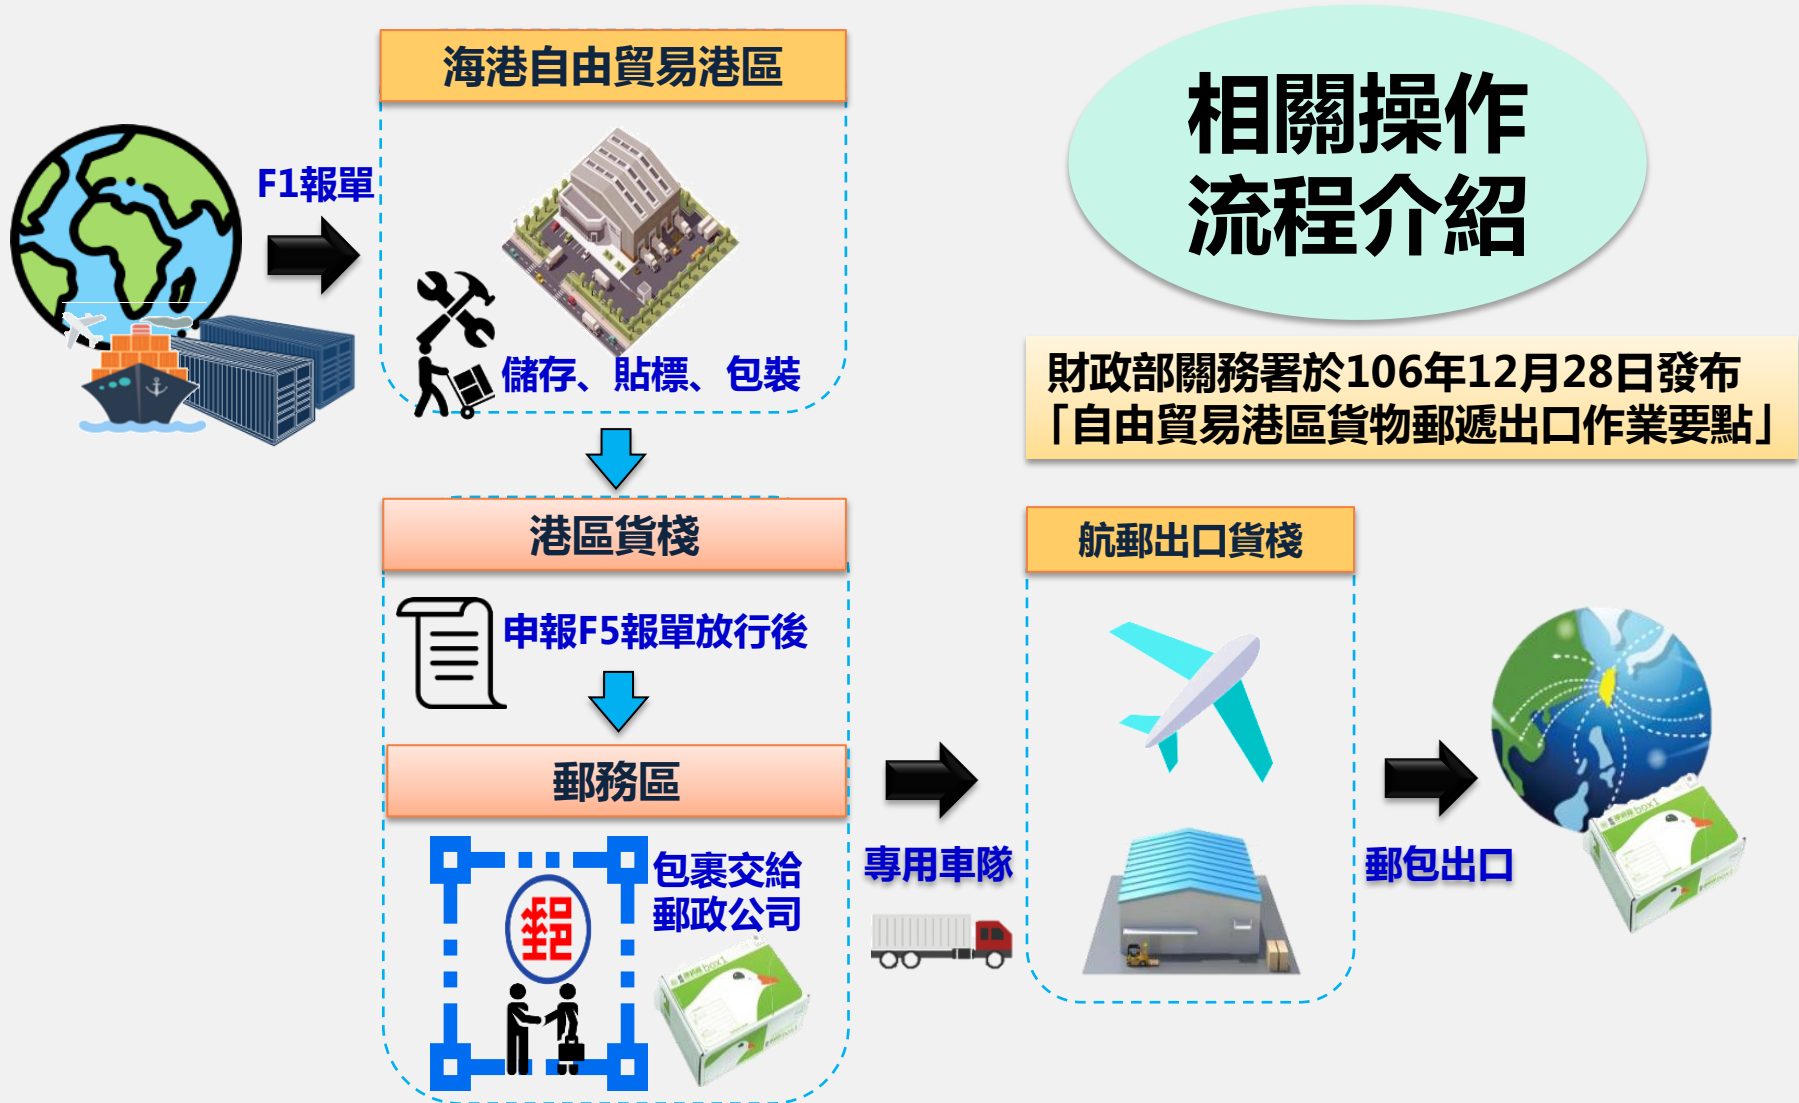 相關操作
流程介紹
財政部關務署於106年12月28日發布
「自由貿易港區貨物郵遞出口作業要點」
海港自由貿易港區
F1報單
儲存、貼標、包裝
港區貨棧
申報F5報單放行後
郵務區
包裹交給
郵政公司
郵
box1
專用車隊
航郵出口貨棧
郵包出口
box1